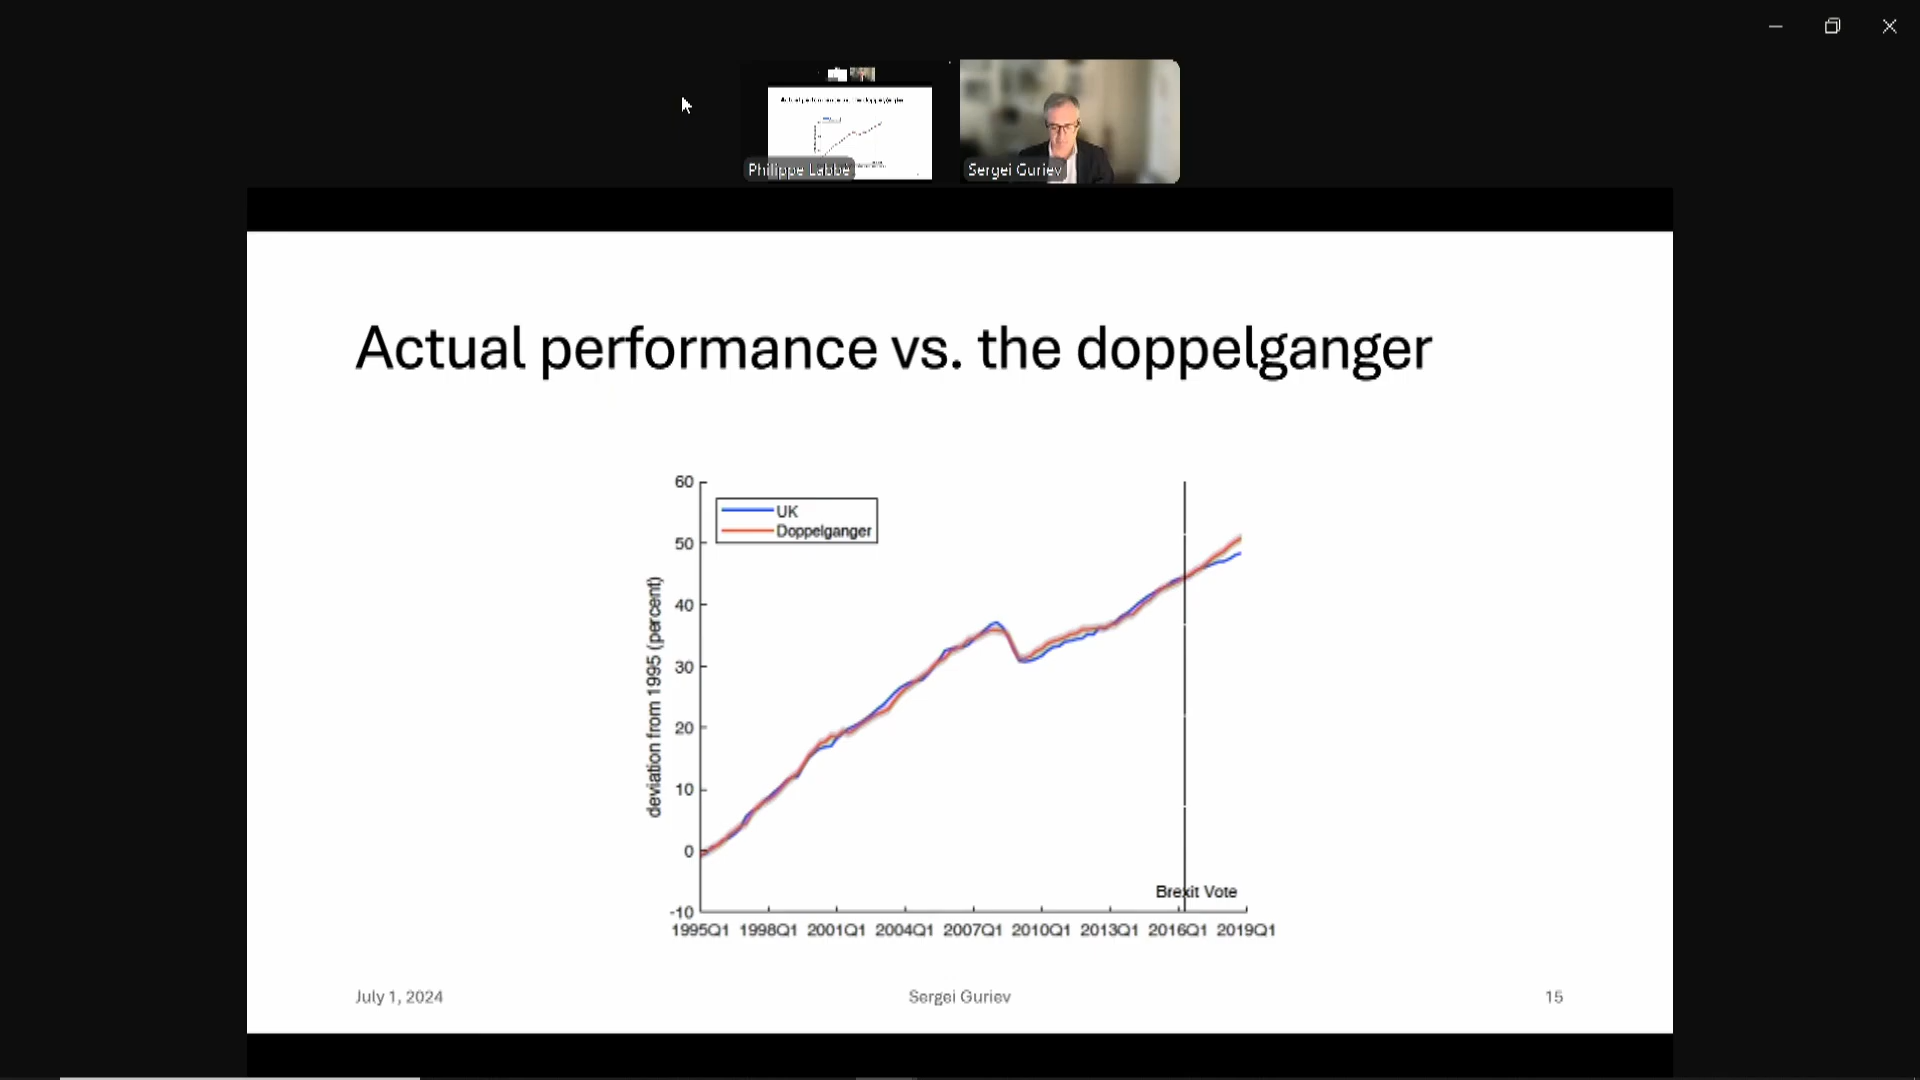 Philippe Labbé
Sergei Guriev
Actual performance vs. the doppelganger
60
50
40
30
20
10
0
-10
deviation from 1995 (percent)
UK
Doppelganger
Brexit Vote
1995Q1 1998Q1 2001Q1 2004Q1 2007Q1 2010Q1 2013Q1 2016Q1 2019Q1
July 1, 2024
Sergei Guriev
15